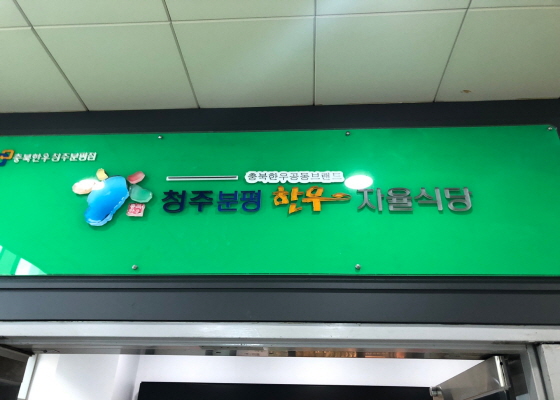 충북한우 청주분평점
충북한우공동브랜드
청주분평 한우 자율식당